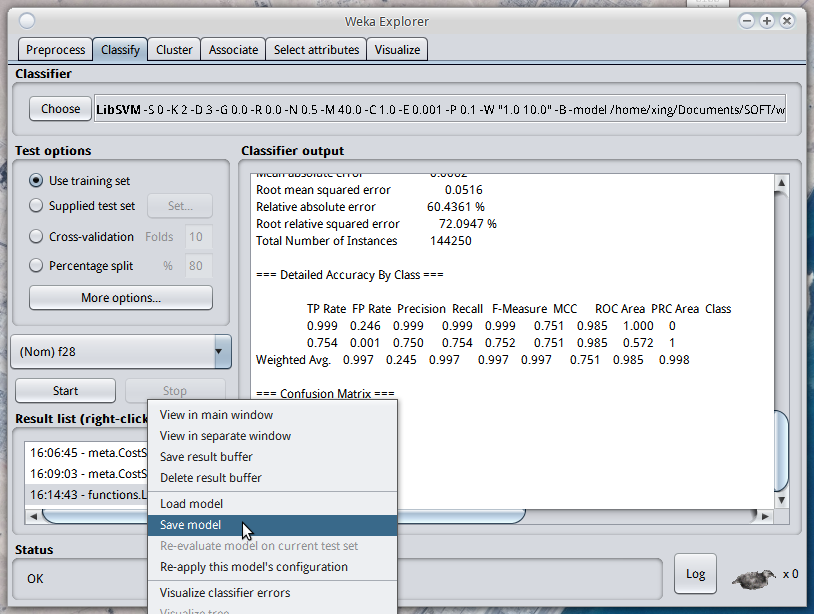 Weka Explorer
Preprocess Classify Cluster Associate Select attributes Visualize
Classifier
Choose LibSVM -S 0 -K 2 -D 3 -G 0.0 -R 0.0 -N 0.5 -M 40.0 -C 1.0 -E 0.001 -P 0.1 -W "1.0 10.0" -B -model /home/xing/Documents/SOFT/w
Test options
Use training set
Supplied test set Set...
Cross-validation Folds 10
Percentage split % 80
More options...
(Nom) f28
Start Stop
Result list (right-click
16:06:45 - meta.CostS
16:09:03 - meta.CostS
16:14:43 - functions.L
Classifier output
Mean absolute error 0.0062
Root mean squared error 0.0516
Relative absolute error 60.4361 %
Root relative squared error 72.0947 %
Total Number of Instances 144250
=== Detailed Accuracy By Class ===
TP Rate FP Rate Precision Recall F-Measure MCC ROC Area PRC Area Class
0.999 0.246 0.999 0.999 0.999 0.751 0.985 1.000 0
0.754 0.001 0.750 0.754 0.752 0.751 0.985 0.572 1
Weighted Avg. 0.997 0.245 0.997 0.997 0.997 0.751 0.985 0.998
=== Confusion Matrix ===
View in main window
View in separate window
Save result buffer
Delete result buffer
Load model
Save model
Re-evaluate model on current test set
Re-apply this model's configuration
Visualize classifier errors
Visualize tree
Status
OK
Log x 0